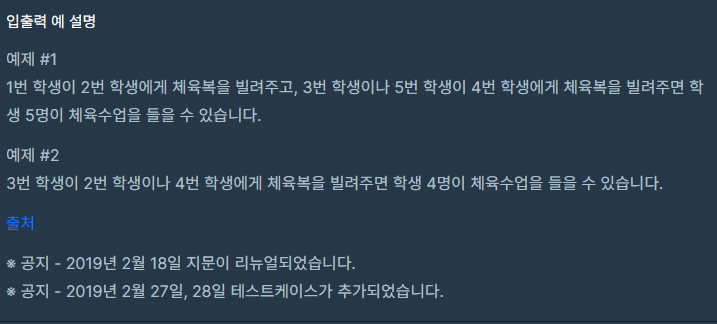 입출력 예 설명
예제 #1
1번 학생이 2번 학생에게 체육복을 빌려주고, 3번 학생이나 5번 학생이 4번 학생에게 체육복을 빌려주면 학
생 5명이 체육수업을 들을 수 있습니다.
예제 #2
3번 학생이 2번 학생이나 4번 학생에게 체육복을 빌려주면 학생 4명이 체육수업을 들을 수 있습니다.
출처
※ 공지 - 2019년 2월 18일 지문이 리뉴얼되었습니다.
※ 공지 - 2019년 2월 27일, 28일 테스트케이스가 추가되었습니다.